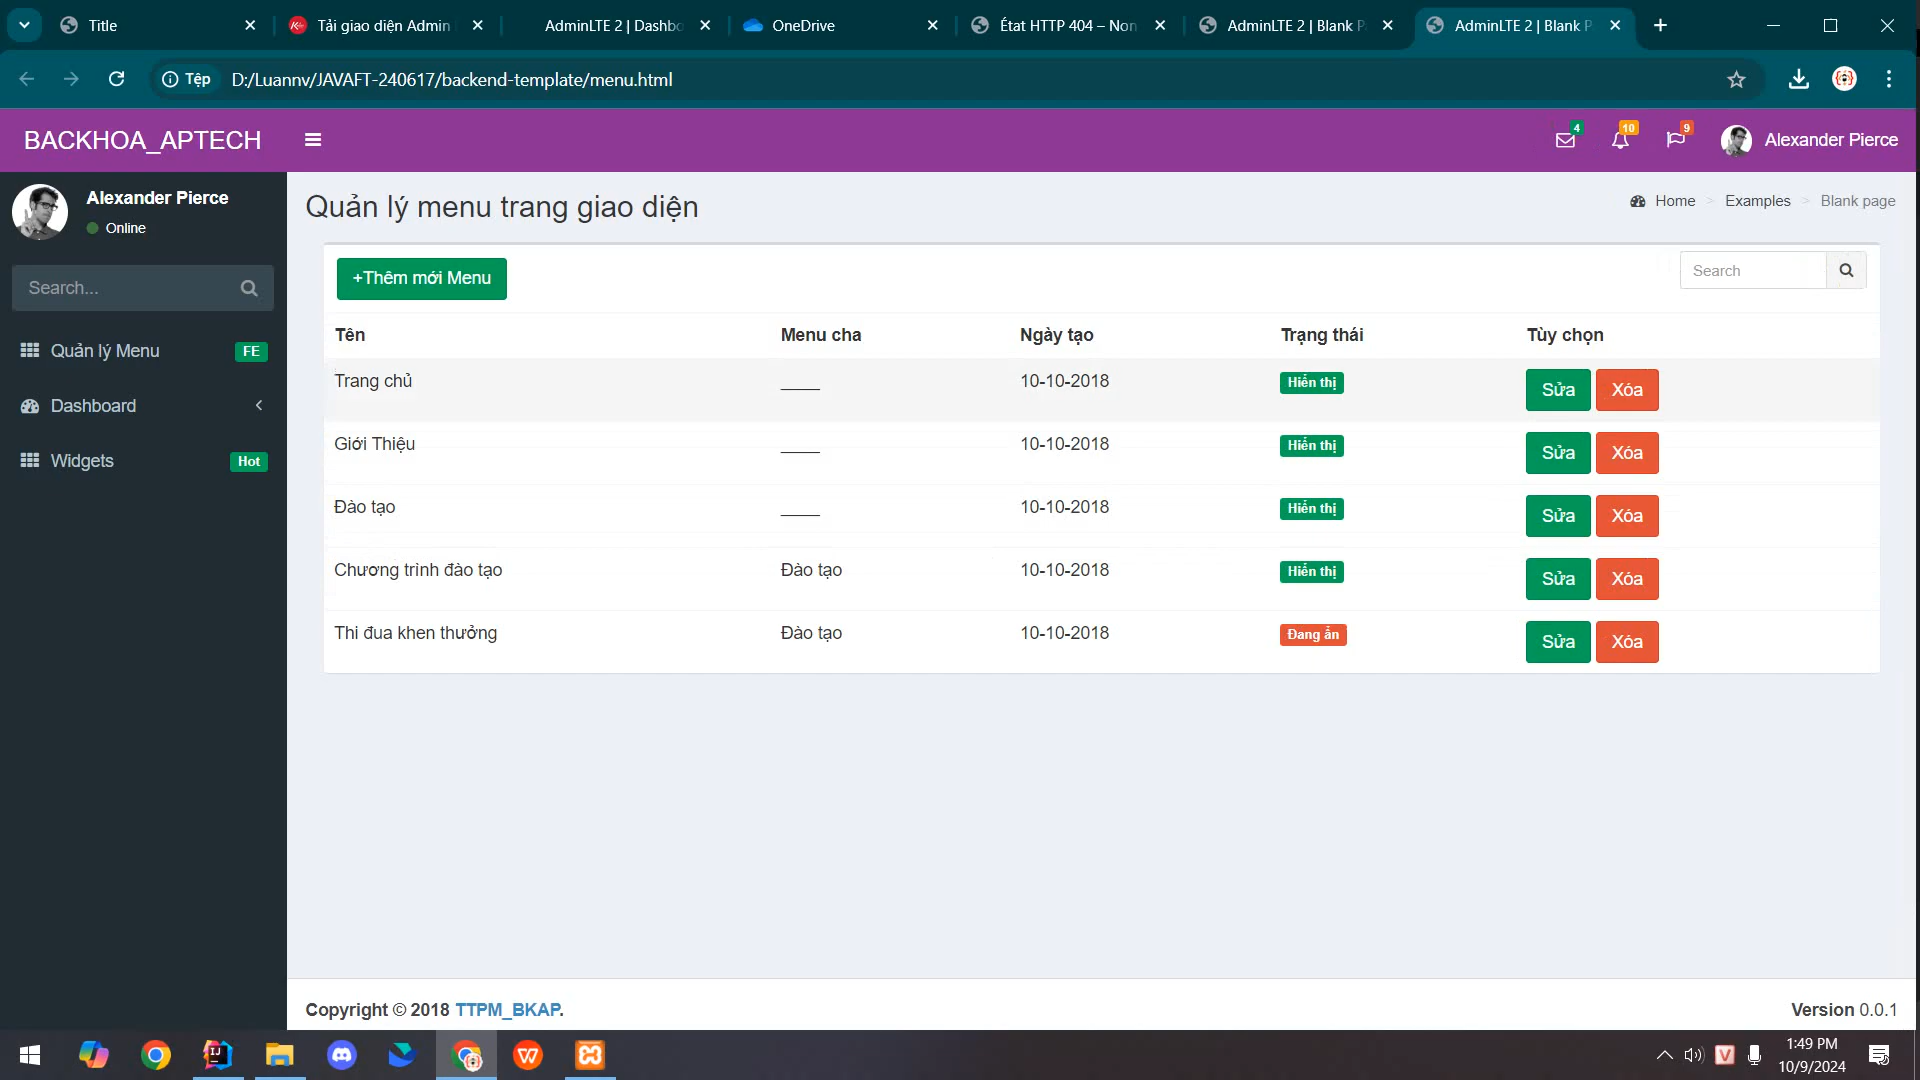 Title
Tải giao diện Admin
AdminLTE 2 | Dashbo
OneDrive
État HTTP 404 – Non
AdminLTE 2 | Blank P
AdminLTE 2 | Blank P
Tệp D:/Luannv/JAVAFT-240617/backend-template/menu.html
BACKHOA_APTECH
4
10
9
Alexander Pierce
Alexander Pierce
Online
Search...
Quản lý Menu FE
Dashboard
Widgets Hot
Quản lý menu trang giao diện
Home > Examples > Blank page
+Thêm mới Menu
Search
Tên Menu cha Ngày tạo Trạng thái Tùy chọn
Trang chủ ____ 10-10-2018 Hiển thị Sửa Xóa
Giới Thiệu ____ 10-10-2018 Hiển thị Sửa Xóa
Đào tạo ____ 10-10-2018 Hiển thị Sửa Xóa
Chương trình đào tạo Đào tạo 10-10-2018 Hiển thị Sửa Xóa
Thi đua khen thưởng Đào tạo 10-10-2018 Đang ẩn Sửa Xóa
Copyright © 2018 TTPM_BKAP.
Version 0.0.1
1:49 PM
10/9/2024